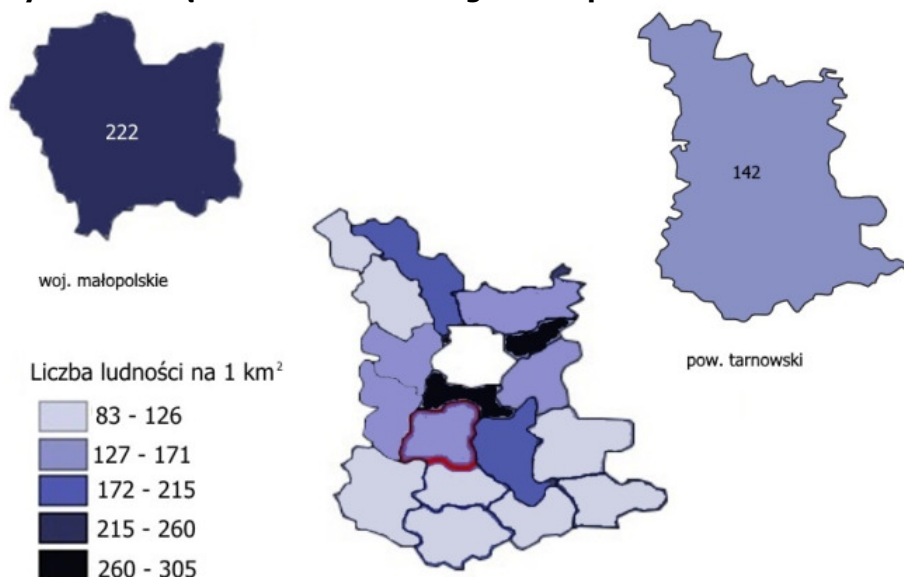 222
142
woj. małopolskie
pow. tarnowski
Liczba ludności na 1 km²
83 - 126
127 - 171
172 - 215
215 - 260
260 - 305